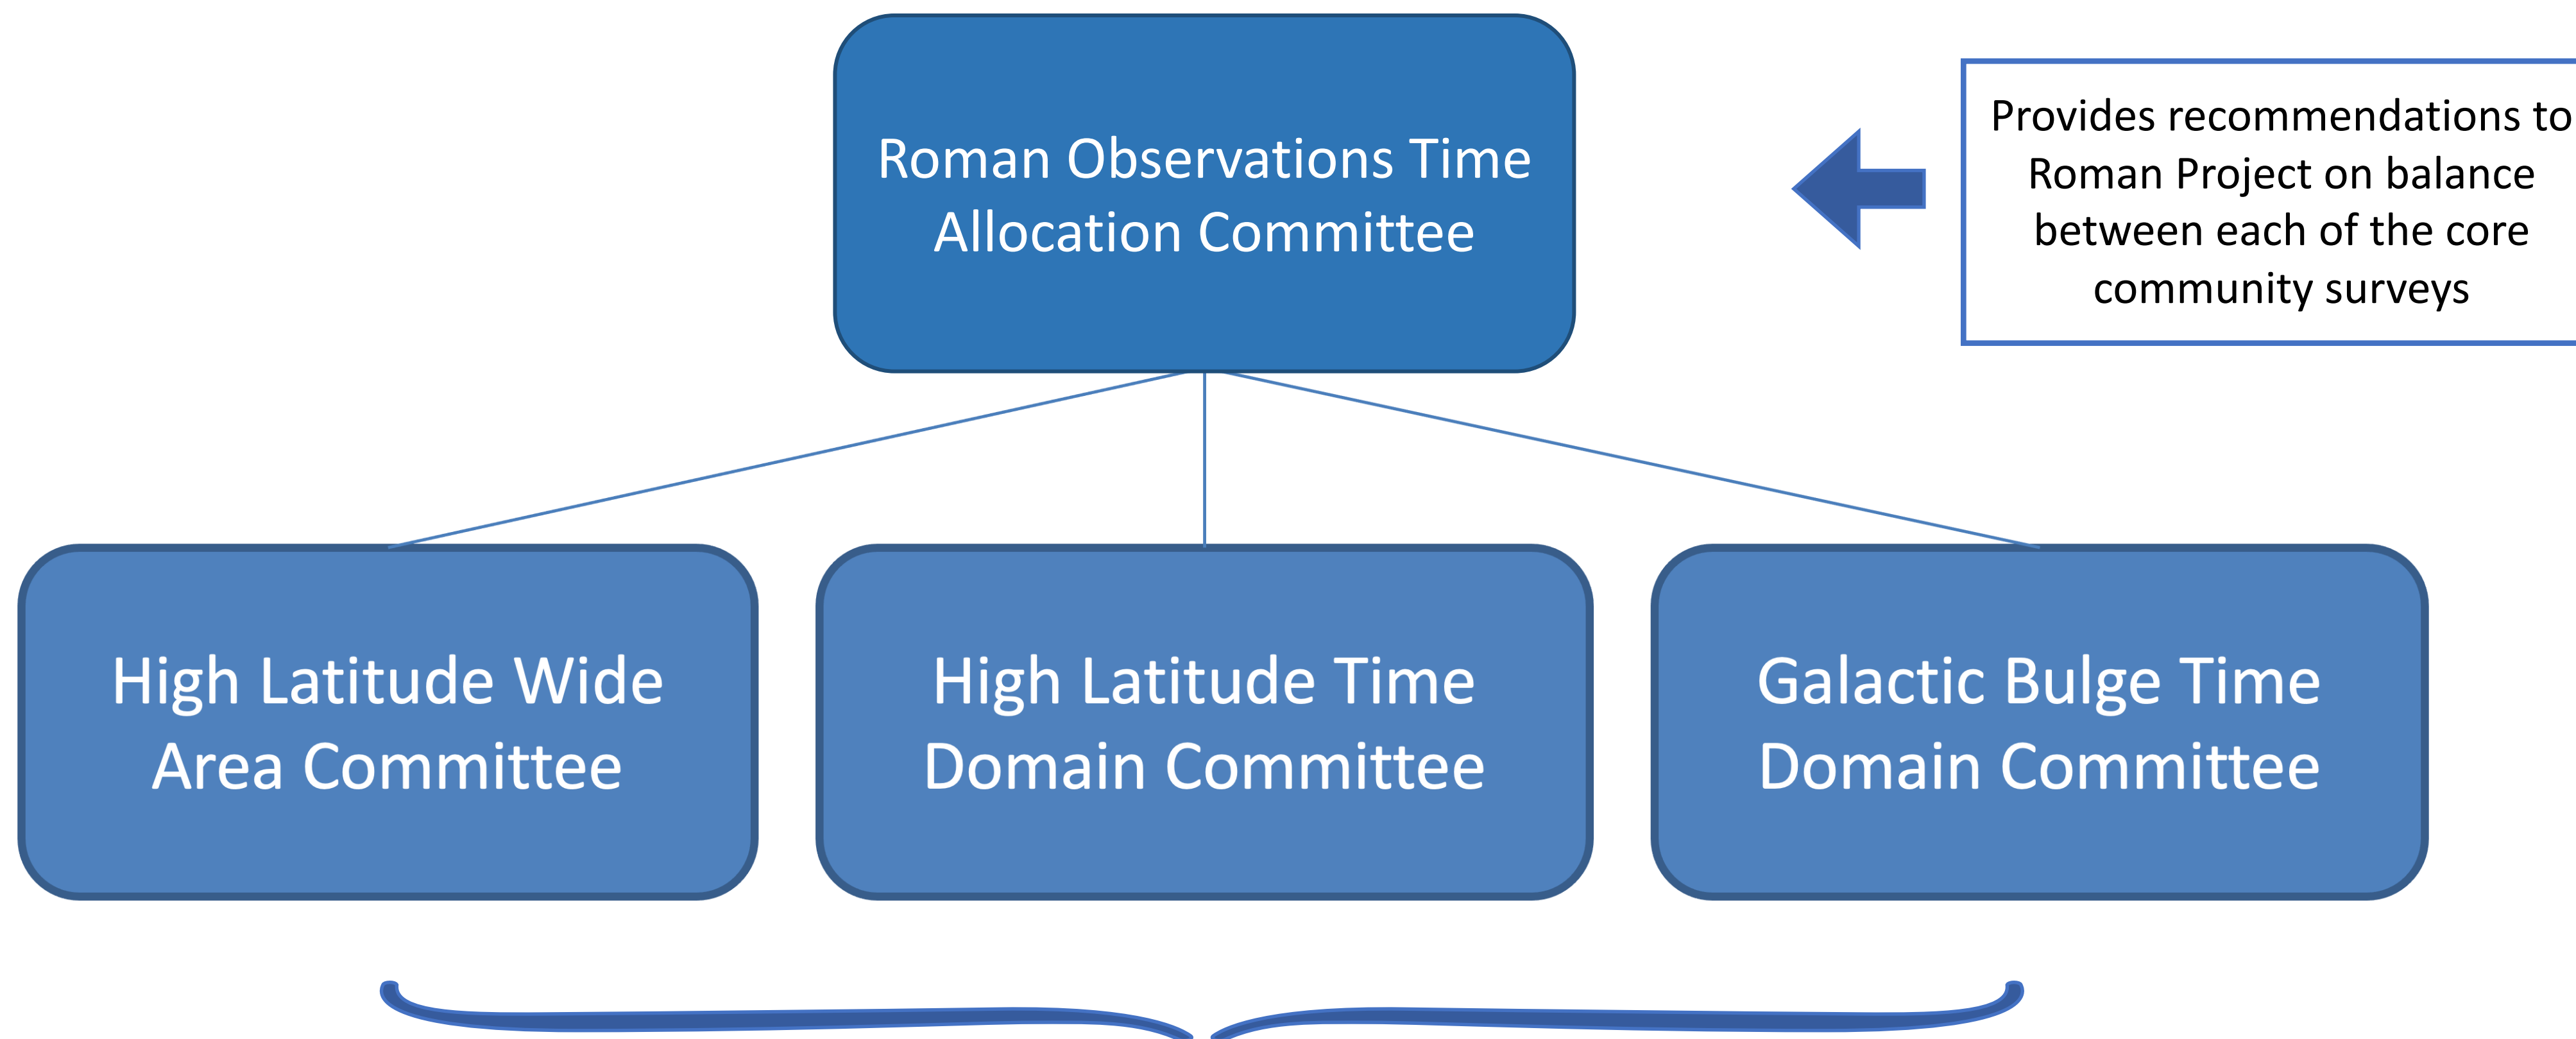 Roman Observations Time
Allocation Committee
Provides recommendations to
Roman Project on balance
between each of the core
community surveys
High Latitude Wide
Area Committee
High Latitude Time
Domain Committee
Galactic Bulge Time
Domain Committee